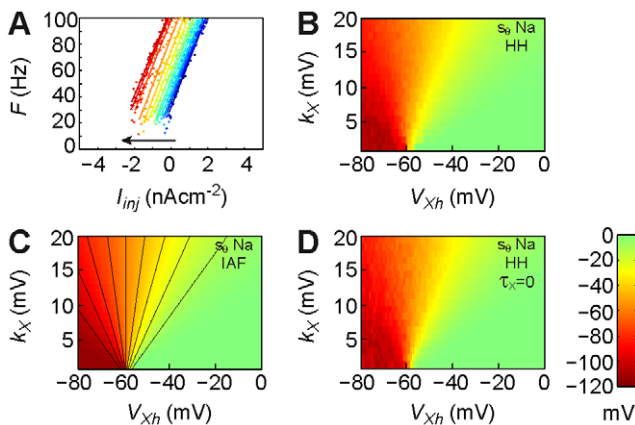 A
100
80
60
40
20
0
F (Hz)
-4 -2 0 2 4
I_inj (nAcm-2)
B
20
15
10
5
k_X (mV)
s_θ Na
HH
-80 -60 -40 -20 0
V_Xh (mV)
C
20
15
10
5
k_X (mV)
s_θ Na
IAF
-80 -60 -40 -20 0
V_Xh (mV)
D
20
15
10
5
k_X (mV)
s_θ Na
HH
τ_X=0
-80 -60 -40 -20 0
V_Xh (mV)
0
-20
-40
-60
-80
-100
-120
mV